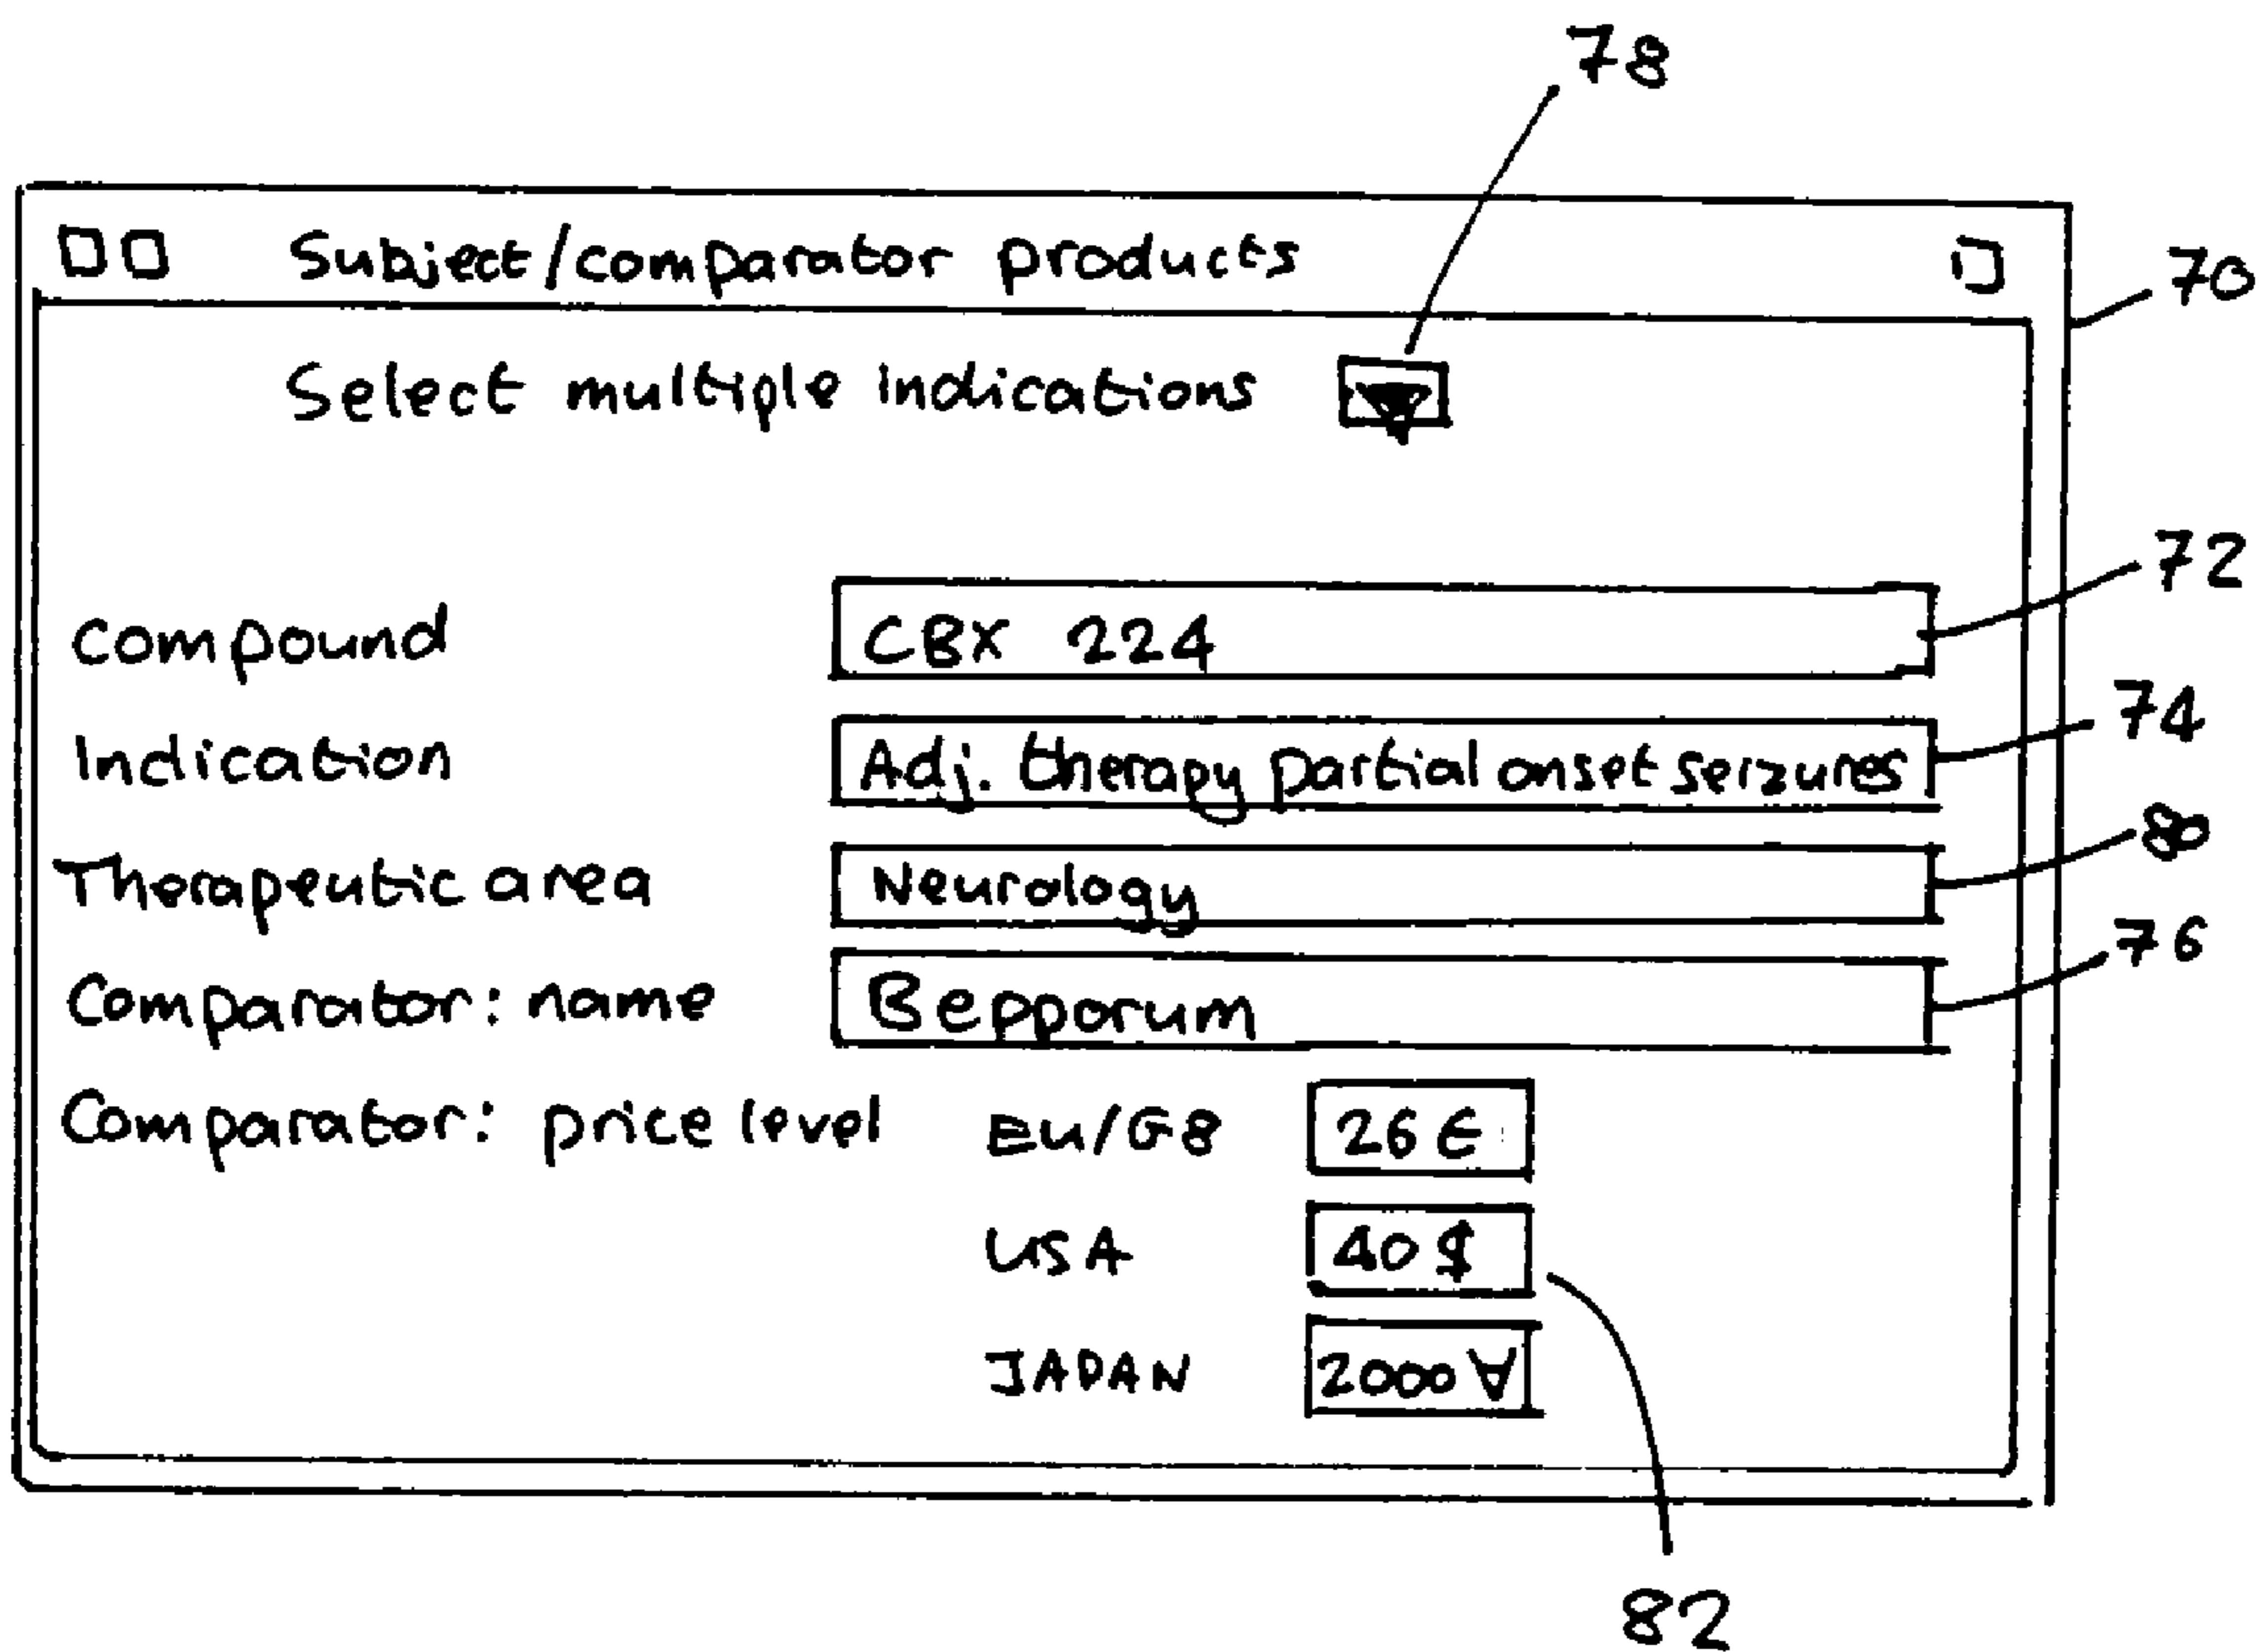 78
Subject/comparator products
70
Select multiple indications
72
Compound CBX 224
74
Indication Adj. therapy partial onset seizures
80
Therapeutic area Neurology
76
Comparator: name Bepporum
Comparator: price level EU/G8 26 €
USA 40 $
JAPAN 2000 ¥
82